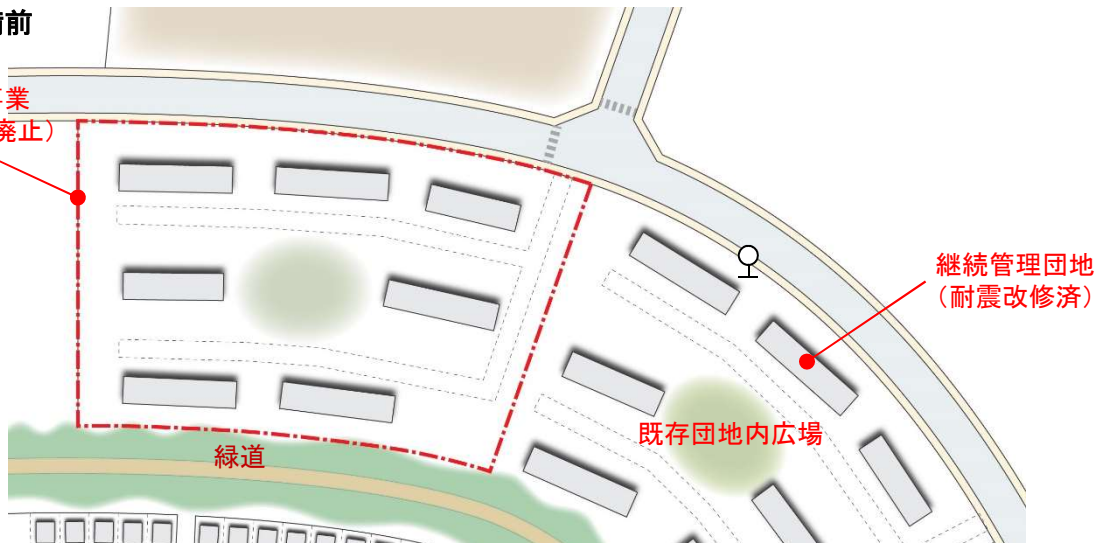 前
業
廃止）
継続管理団地
（耐震改修済）
既存団地内広場
緑道